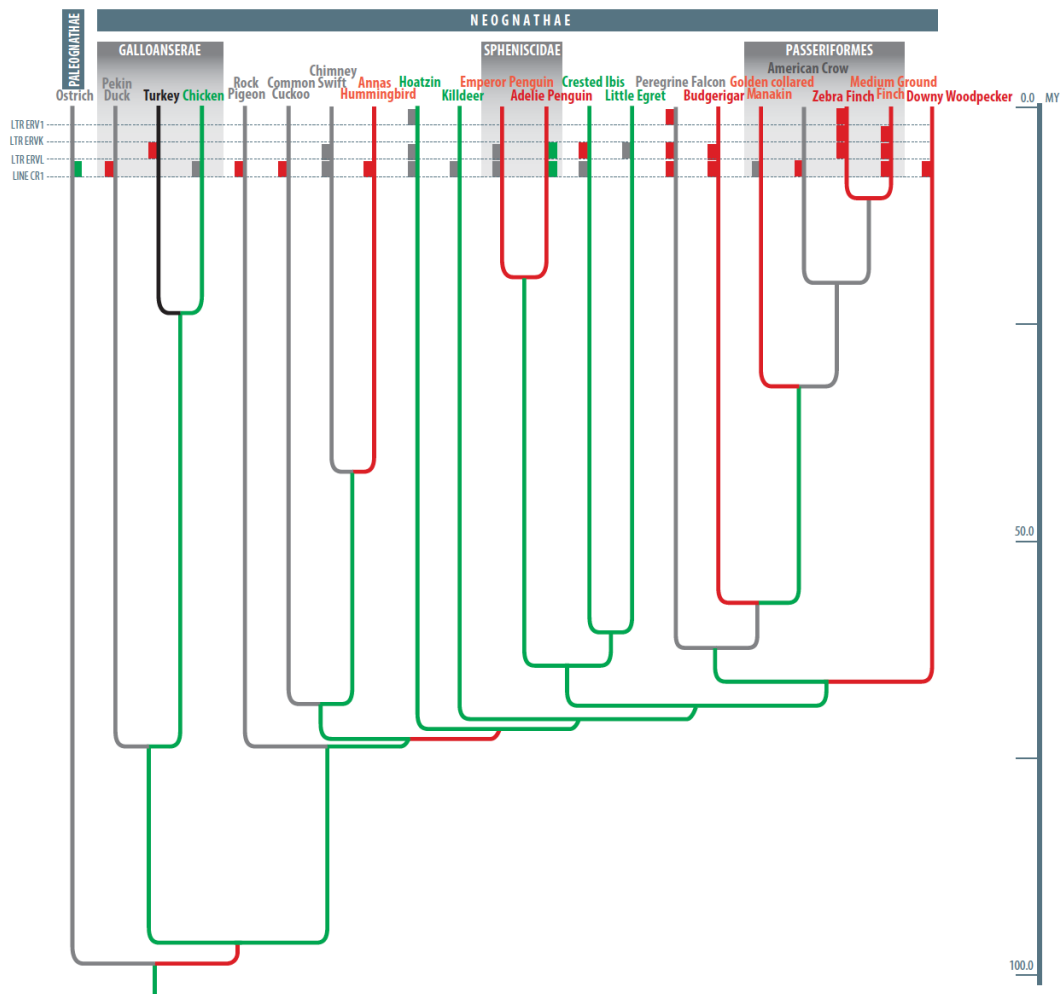 NEOGNATHAE
PALEOGNATHAE
GALLOANSERAE
SPHENISCIDAE
PASSERIFORMES
Ostrich
Pekin
Duck
Turkey
Chicken
Rock
Pigeon
Common
Cuckoo
Chimney
Swift
Annas
Hummingbird
Hoatzin
Killdeer
Emperor Penguin
Adelie Penguin
Crested Ibis
Little Egret
Peregrine Falcon
Budgerigar
Golden collared
Manakin
American Crow
Zebra Finch
Medium Ground
Finch
Downy Woodpecker
0.0 MY
LTR ERV1
LTR ERVK
LTR ERVL
LINE CR1
50.0
100.0